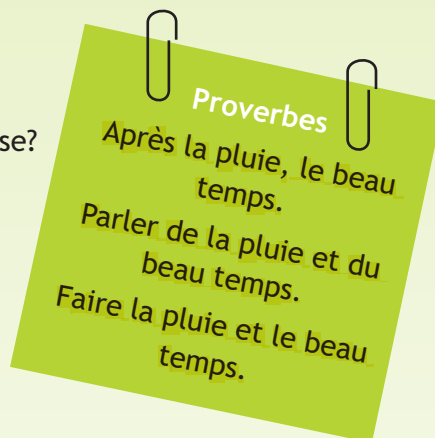 se?
Proverbes
Après la pluie, le beau
temps.
Parler de la pluie et du
beau temps.
Faire la pluie et le beau
temps.